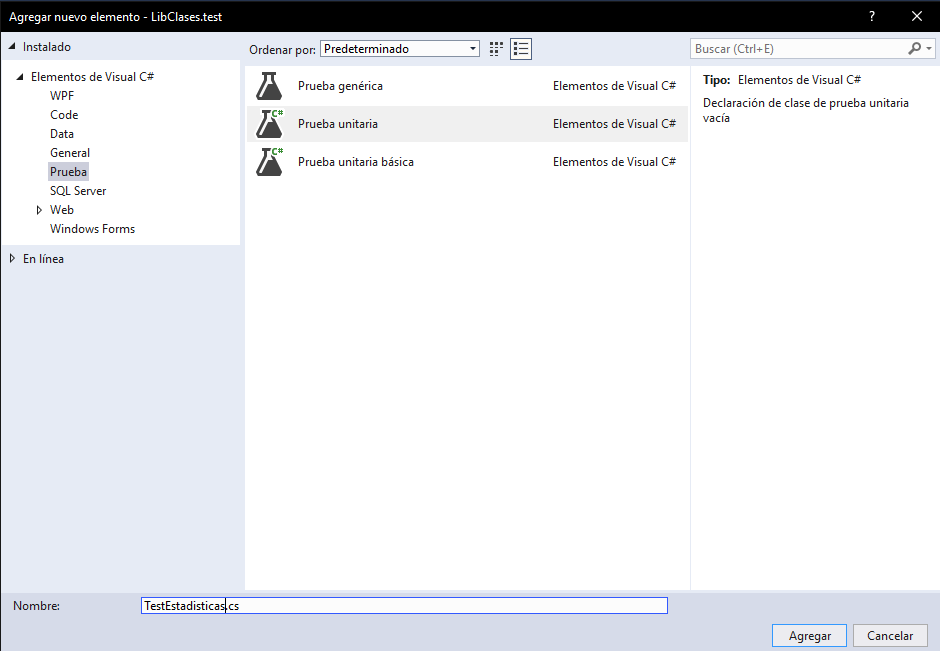 Agregar nuevo elemento - LibClases.test
?
Instalado
Ordenar por: Predeterminado
Buscar (Ctrl+E)
Elementos de Visual C#
WPF
Code
Data
General
Prueba
SQL Server
Web
Windows Forms
En línea
Prueba genérica Elementos de Visual C#
C# Prueba unitaria Elementos de Visual C#
C# Prueba unitaria básica Elementos de Visual C#
Tipo: Elementos de Visual C#
Declaración de clase de prueba unitaria
vacía
Nombre: TestEstadisticas.cs
Agregar Cancelar